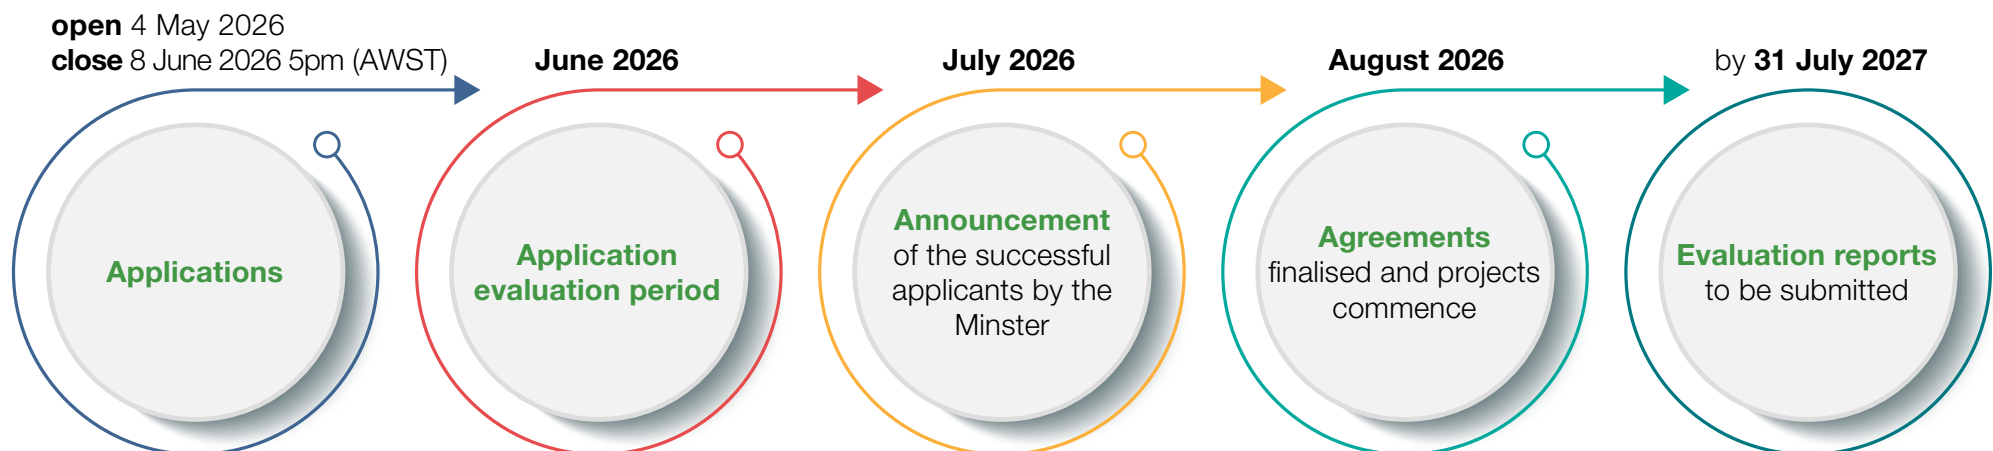 open 4 May 2026
close 8 June 2026 5pm (AWST)
Applications
June 2026
Application
evaluation period
July 2026
Announcement
of the successful
applicants by the
Minster
August 2026
Agreements
finalised and projects
commence
by 31 July 2027
Evaluation reports
to be submitted